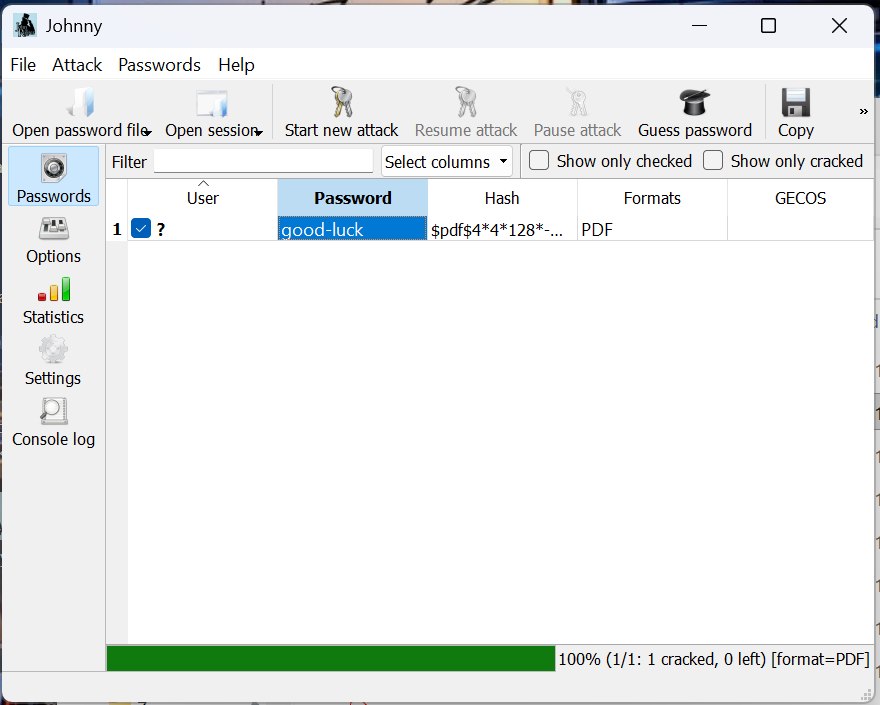 Johnny
File Attack Passwords Help
Open password file Open session Start new attack Resume attack Pause attack Guess password Copy »
Passwords
Options
Statistics
Settings
Console log
Filter Select columns Show only checked Show only cracked
User Password Hash Formats GECOS
1 ? good-luck $pdf$4*4*128*-... PDF
100% (1/1: 1 cracked, 0 left) [format=PDF]